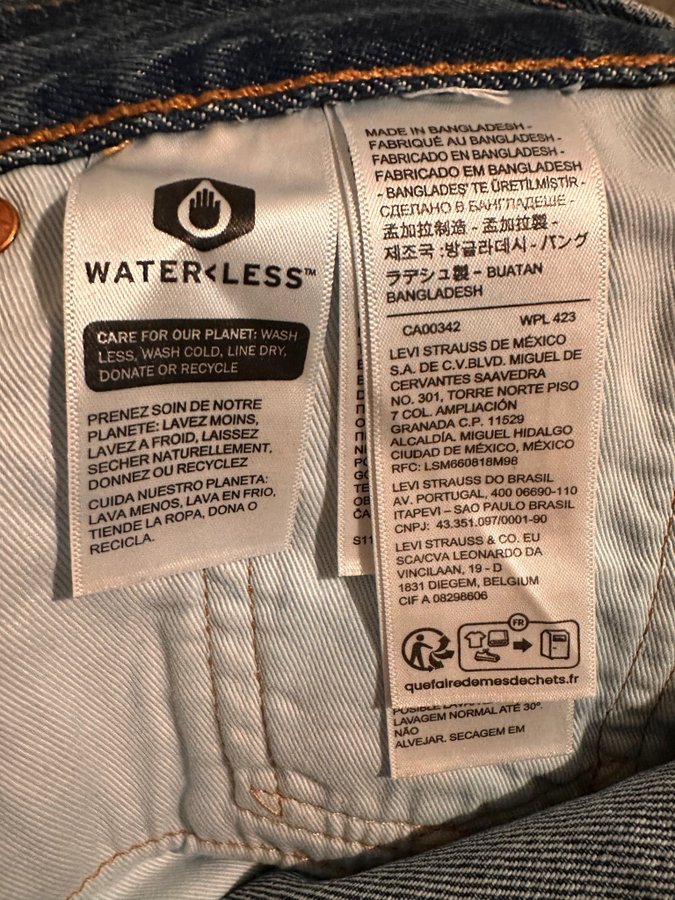 WATER<LESS™
CARE FOR OUR PLANET: WASH
LESS, WASH COLD, LINE DRY,
DONATE OR RECYCLE
PRENEZ SOIN DE NOTRE
PLANETE: LAVEZ MOINS,
LAVEZ A FROID, LAISSEZ
SECHER NATURELLEMENT,
DONNEZ OU RECYCLEZ
CUIDA NUESTRO PLANETA:
LAVA MENOS, LAVA EN FRIO,
TIENDE LA ROPA, DONA O
RECICLA.
MADE IN BANGLADESH -
FABRIQUÉ AU BANGLADESH -
FABRICADO EN BANGLADESH -
FABRICADO EM BANGLADESH
- BANGLADEŞ'TE ÜRETİLMİŞTİR -
СДЕЛАНО В БАНГЛАДЕШЕ -
孟加拉制造 - 孟加拉製 -
제조국 :방글라데시 - バング
ラデシュ製 - BUATAN
BANGLADESH
CA00342 WPL 423
LEVI STRAUSS DE MÉXICO
S.A. DE C.V.BLVD. MIGUEL DE
CERVANTES SAAVEDRA
NO. 301, TORRE NORTE PISO
7 COL. AMPLIACIÓN
GRANADA C.P. 11529
ALCALDÍA. MIGUEL HIDALGO
CIUDAD DE MÉXICO, MÉXICO
RFC: LSM660818M98
LEVI STRAUSS DO BRASIL
AV. PORTUGAL, 400 06690-110
ITAPEVI – SAO PAULO BRASIL
CNPJ: 43.351.097/0001-90
LEVI STRAUSS & CO. EU
SCA/CVA LEONARDO DA
VINCILAAN, 19 - D
1831 DIEGEM, BELGIUM
CIF A 08298606
FR
quefairedemesdechets.fr
LAVAGEM NORMAL ATÉ 30º.
NÃO
ALVEJAR. SECAGEM EM